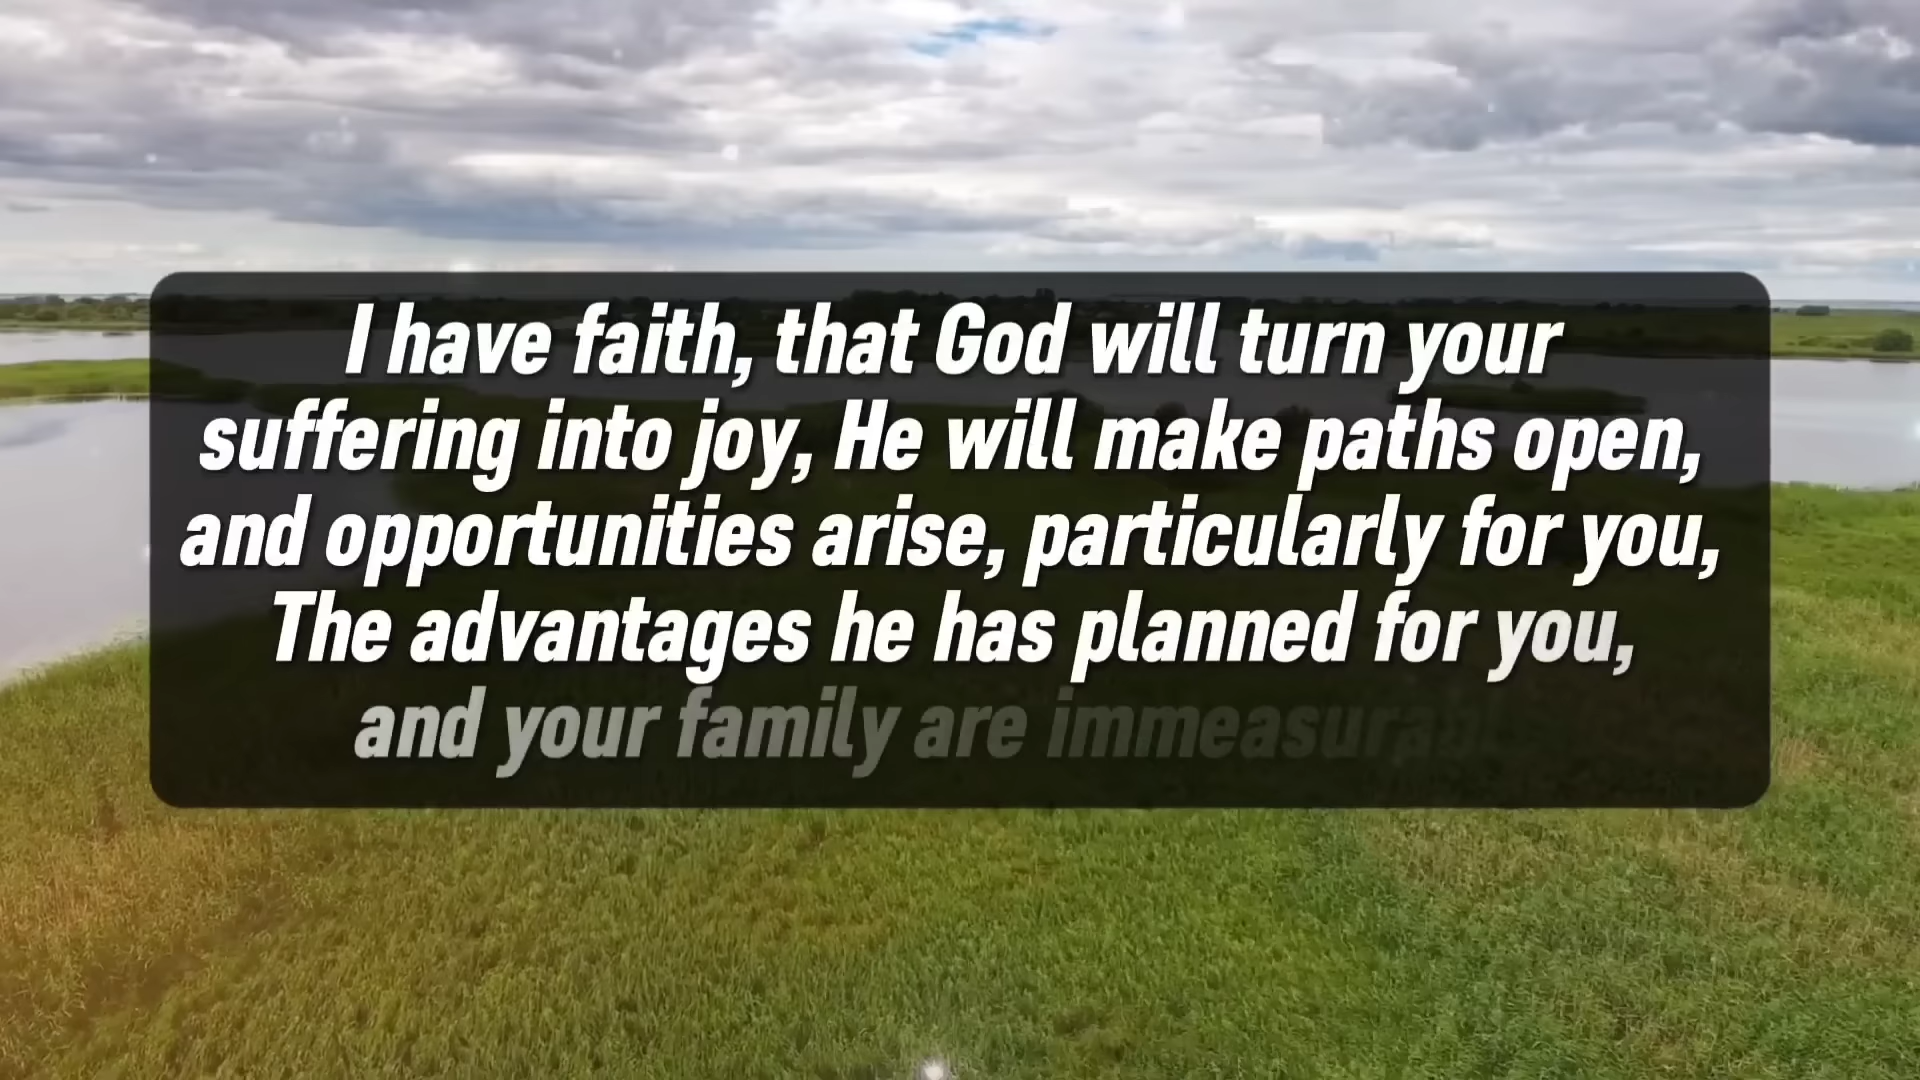 I have faith, that God will turn your
suffering into joy, He will make paths open,
and opportunities arise, particularly for you,
The advantages he has planned for you,
and your family are